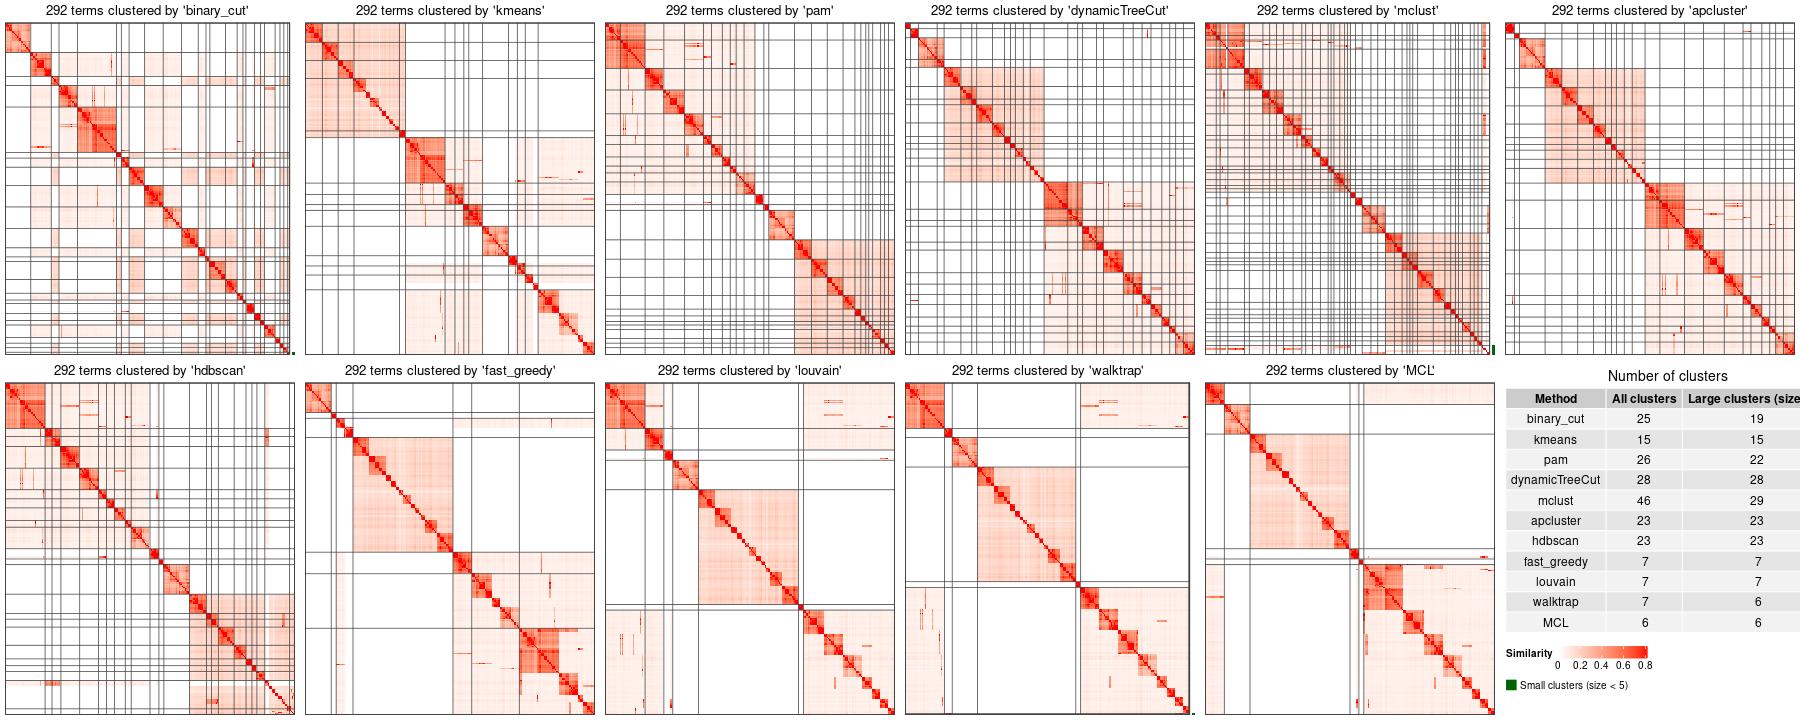 292 terms clustered by 'binary_cut'
292 terms clustered by 'kmeans'
292 terms clustered by 'pam'
292 terms clustered by 'dynamicTreeCut'
292 terms clustered by 'mclust'
292 terms clustered by 'apcluster'
292 terms clustered by 'hdbscan'
292 terms clustered by 'fast_greedy'
292 terms clustered by 'louvain'
292 terms clustered by 'walktrap'
292 terms clustered by 'MCL'
Number of clusters
Method All clusters Large clusters (size
binary_cut 25 19
kmeans 15 15
pam 26 22
dynamicTreeCut 28 28
mclust 46 29
apcluster 23 23
hdbscan 23 23
fast_greedy 7 7
louvain 7 7
walktrap 7 6
MCL 6 6
Similarity
0 0.2 0.4 0.6 0.8
Small clusters (size < 5)